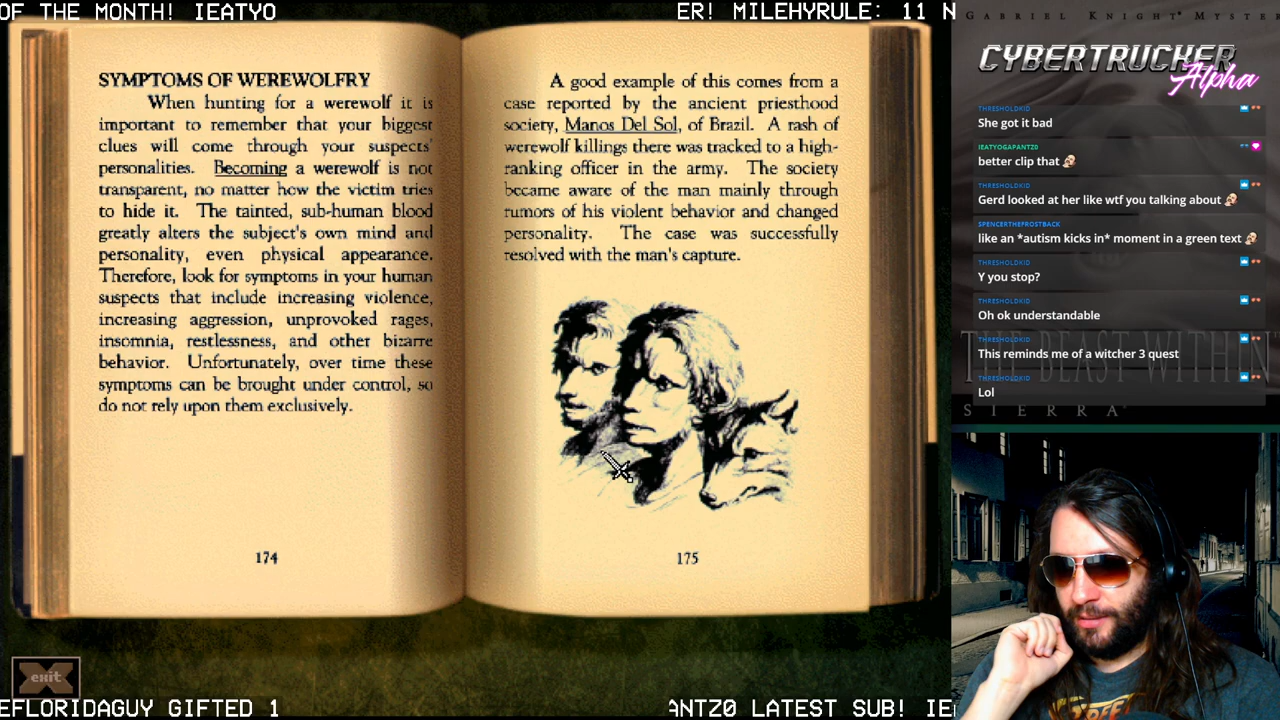 OF THE MONTH! IEATYO
ER! MILEHYRULE: 11 N
SYMPTOMS OF WEREWOLFRY
When hunting for a werewolf it is
important to remember that your biggest
clues will come through your suspects'
personalities. Becoming a werewolf is not
transparent, no matter how the victim tries
to hide it. The tainted, sub-human blood
greatly alters the subject's own mind and
personality, even physical appearance.
Therefore, look for symptoms in your human
suspects that include increasing violence,
increasing aggression, unprovoked rages,
insomnia, restlessness, and other bizarre
behavior. Unfortunately, over time these
symptoms can be brought under control, so
do not rely upon them exclusively.
174
A good example of this comes from a
case reported by the ancient priesthood
society, Manos Del Sol, of Brazil. A rash of
werewolf killings there was tracked to a high-
ranking officer in the army. The society
became aware of the man mainly through
rumors of his violent behavior and changed
personality. The case was successfully
resolved with the man's capture.
175
exit
EFLORIDAGUY GIFTED 1
ANTZ0 LATEST SUB! IE
GABRIEL KNIGHT® MYSTER
CYBERTRUCKER
Alpha
THRESHOLDKID
She got it bad
IEATYOGAPANTZ0
better clip that
THRESHOLDKID
Gerd looked at her like wtf you talking about
SPENCERTHEFROSTBACK
like an *autism kicks in* moment in a green text
THRESHOLDKID
Y you stop?
THRESHOLDKID
Oh ok understandable
THRESHOLDKID
This reminds me of a witcher 3 quest
THRESHOLDKID
Lol
THE BEAST WITHIN
SIERRA